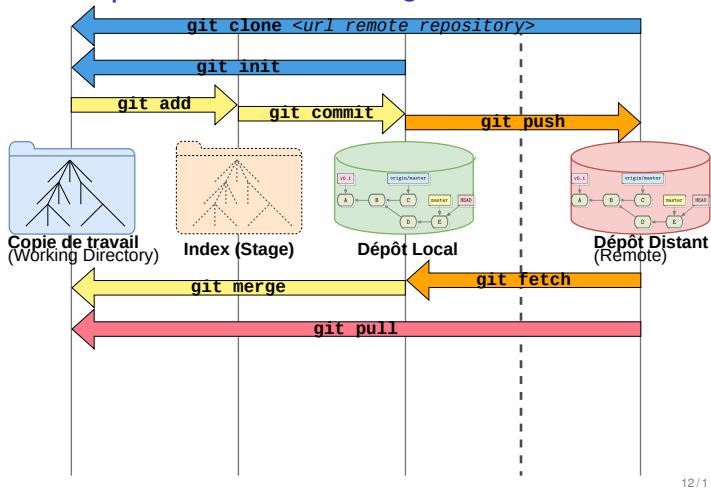 git clone <url remote repository>
git init
git add
git commit
git push
v0.1
origin/master
A
B
C
master
HEAD
D
E
v0.1
origin/master
A
B
C
master
HEAD
D
E
Copie de travail
(Working Directory)
Index (Stage)
Dépôt Local
Dépôt Distant
(Remote)
git merge
git fetch
git pull
12/1